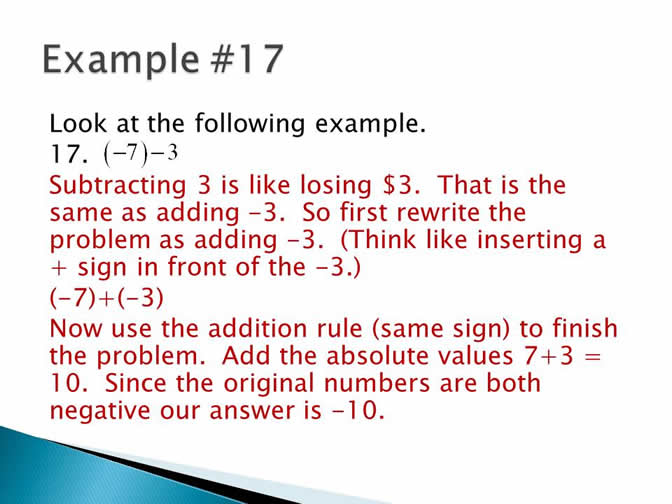 Example #17
Look at the following example.
17. (−7)−3
Subtracting 3 is like losing $3.  That is the
same as adding -3.  So first rewrite the
problem as adding -3.  (Think like inserting a
+ sign in front of the -3.)
(-7)+(-3)
Now use the addition rule (same sign) to finish
the problem.  Add the absolute values 7+3 =
10.  Since the original numbers are both
negative our answer is -10.